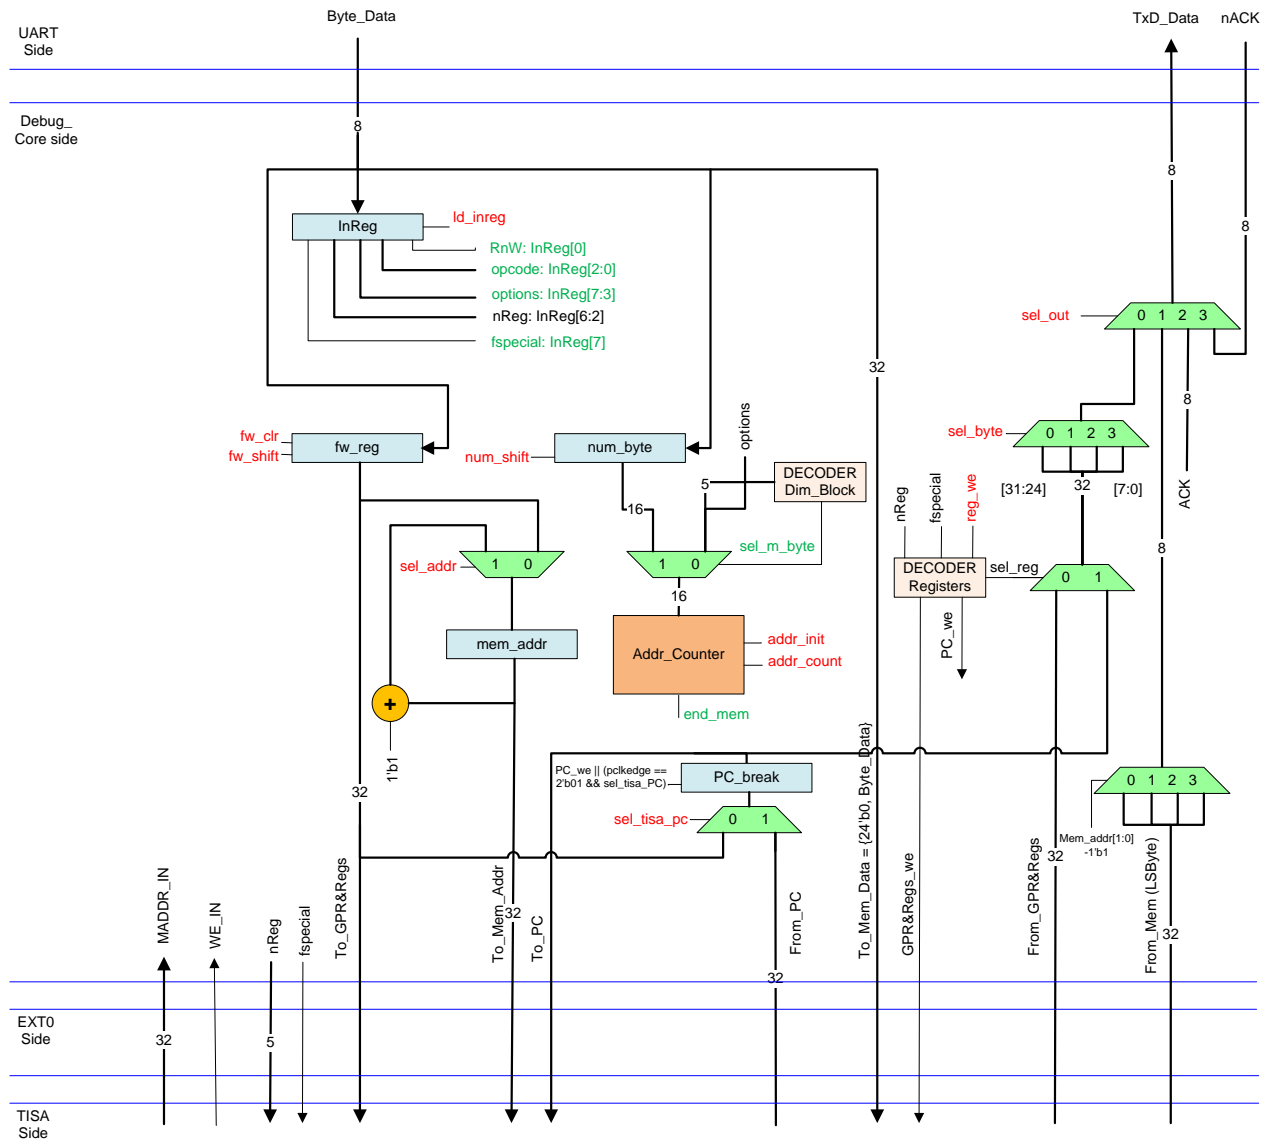 Byte_Data
TxD_Data
nACK
UART
Side
Debug_
Core side
8
8
8
InReg
ld_inreg
RnW: InReg[0]
opcode: InReg[2:0]
options: InReg[7:3]
nReg: InReg[6:2]
fspecial: InReg[7]
sel_out
0 1 2 3
32
8
fw_clr
fw_shift
fw_reg
num_shift
num_byte
options
sel_byte
0 1 2 3
DECODER
Dim_Block
5
16
[31:24]
32
[7:0]
ACK
nReg
fspecial
reg_we
sel_m_byte
8
sel_addr
1 0
1 0
DECODER
Registers
sel_reg
0 1
16
mem_addr
Addr_Counter
addr_init
addr_count
PC_we
+
end_mem
1'b1
PC_we || (pclkedge ==
2'b01 && sel_tisa_PC)
PC_break
0 1 2 3
32
sel_tisa_pc
0 1
Mem_addr[1:0]
-1'b1
32
MADDR_IN
WE_IN
nReg
fspecial
To_GPR&Regs
To_Mem_Addr
32
To_PC
From_PC
To_Mem_Data = {24'b0, Byte_Data}
GPR&Regs_we
From_GPR&Regs
From_Mem (LSByte)
32
32
EXT0
Side
32
5
TISA
Side